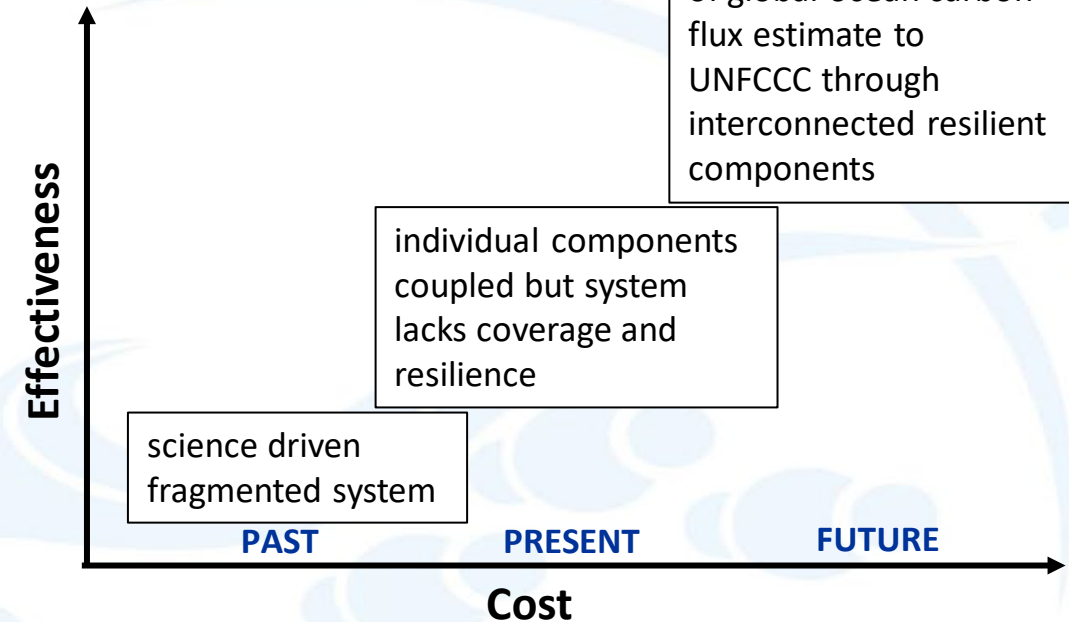 flux estimate to
UNFCCC through
interconnected resilient
components
individual components
coupled but system
lacks coverage and
resilience
science driven
fragmented system
PAST
PRESENT
FUTURE
Effectiveness
Cost